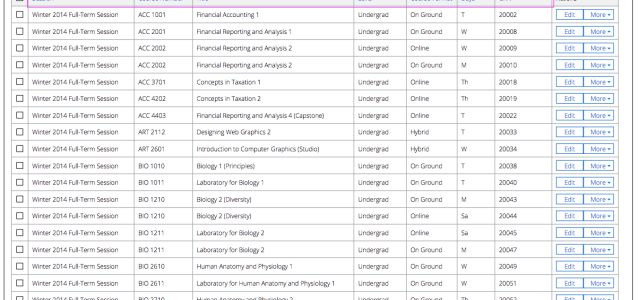 Winter 2014 Full-Term Session ACC 1001 Financial Accounting 1 Undergrad On Ground T 20002 Edit More
Winter 2014 Full-Term Session ACC 2001 Financial Reporting and Analysis 1 Undergrad On Ground W 20008 Edit More
Winter 2014 Full-Term Session ACC 2002 Financial Reporting and Analysis 2 Undergrad Online W 20009 Edit More
Winter 2014 Full-Term Session ACC 2002 Financial Reporting and Analysis 2 Undergrad On Ground M 20010 Edit More
Winter 2014 Full-Term Session ACC 3701 Concepts in Taxation 1 Undergrad Online Th 20018 Edit More
Winter 2014 Full-Term Session ACC 4202 Concepts in Taxation 2 Undergrad Online Th 20019 Edit More
Winter 2014 Full-Term Session ACC 4403 Financial Reporting and Analysis 4 (Capstone) Undergrad Online T 20022 Edit More
Winter 2014 Full-Term Session ART 2112 Designing Web Graphics 2 Undergrad Hybrid T 20033 Edit More
Winter 2014 Full-Term Session ART 2601 Introduction to Computer Graphics (Studio) Undergrad Hybrid W 20034 Edit More
Winter 2014 Full-Term Session BIO 1010 Biology 1 (Principles) Undergrad On Ground T 20038 Edit More
Winter 2014 Full-Term Session BIO 1011 Laboratory for Biology 1 Undergrad On Ground T 20040 Edit More
Winter 2014 Full-Term Session BIO 1210 Biology 2 (Diversity) Undergrad On Ground M 20043 Edit More
Winter 2014 Full-Term Session BIO 1210 Biology 2 (Diversity) Undergrad Online Sa 20044 Edit More
Winter 2014 Full-Term Session BIO 1211 Laboratory for Biology 2 Undergrad Online Sa 20045 Edit More
Winter 2014 Full-Term Session BIO 1211 Laboratory for Biology 2 Undergrad On Ground M 20047 Edit More
Winter 2014 Full-Term Session BIO 2610 Human Anatomy and Physiology 1 Undergrad On Ground W 20049 Edit More
Winter 2014 Full-Term Session BIO 2611 Laboratory for Human Anatomy and Physiology 1 Undergrad On Ground W 20051 Edit More